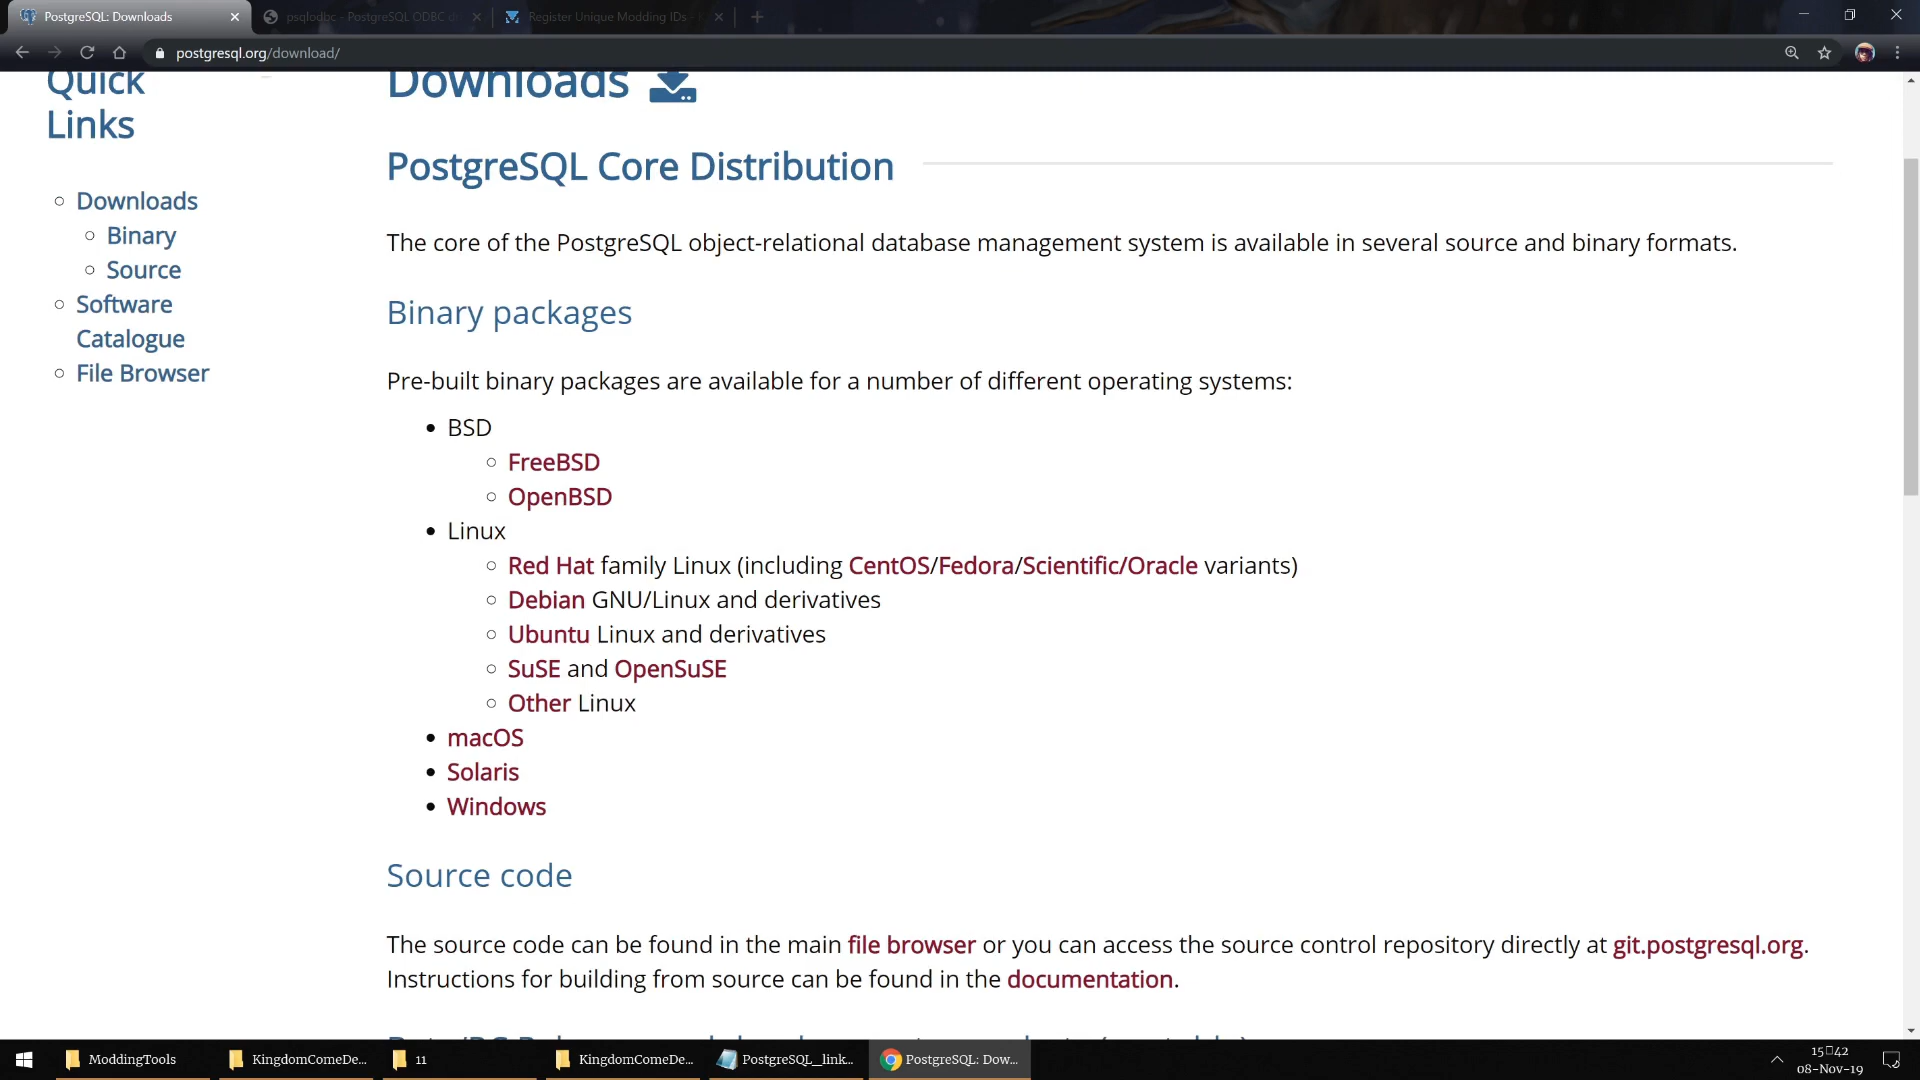 PostgreSQL: Downloads
psqlodbc - PostgreSQL ODBC d
Register Unique Modding IDs -
postgresql.org/download/
Quick
Links
Downloads
Binary
Source
Software
Catalogue
File Browser
Downloads
PostgreSQL Core Distribution
The core of the PostgreSQL object-relational database management system is available in several source and binary formats.
Binary packages
Pre-built binary packages are available for a number of different operating systems:
BSD
FreeBSD
OpenBSD
Linux
Red Hat family Linux (including CentOS/Fedora/Scientific/Oracle variants)
Debian GNU/Linux and derivatives
Ubuntu Linux and derivatives
SuSE and OpenSuSE
Other Linux
macOS
Solaris
Windows
Source code
The source code can be found in the main file browser or you can access the source control repository directly at git.postgresql.org.
Instructions for building from source can be found in the documentation.
ModdingTools
KingdomComeDe...
11
KingdomComeDe...
PostgreSQL_link...
PostgreSQL: Dow...
15▯42
08-Nov-19